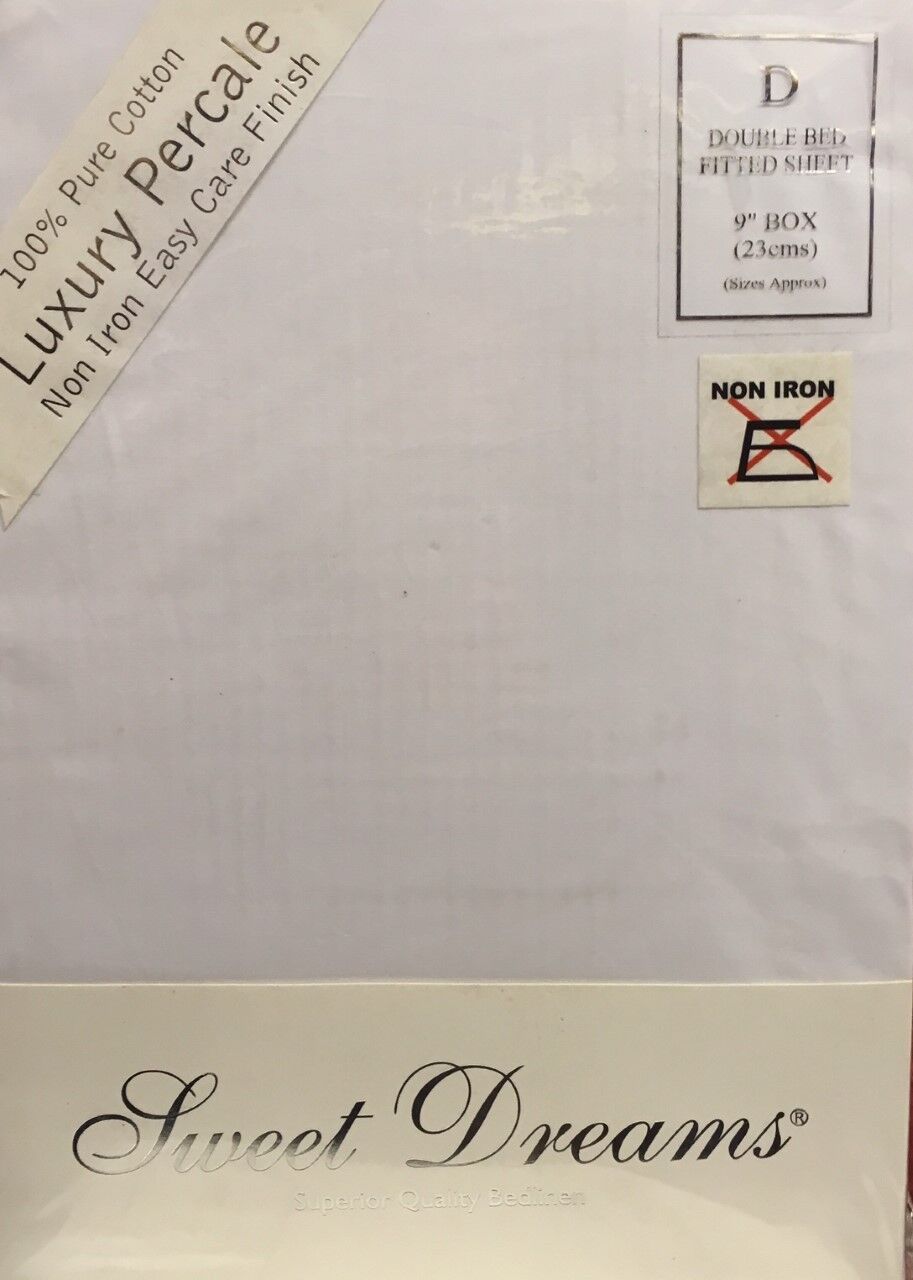 100% Pure Cotton
Luxury Percale
Non Iron Easy Care Finish
D
DOUBLE BED
FITTED SHEET
9" BOX
(23cms)
(Sizes Approx)
NON IRON
Sweet Dreams®
Superior Quality Bedlinen